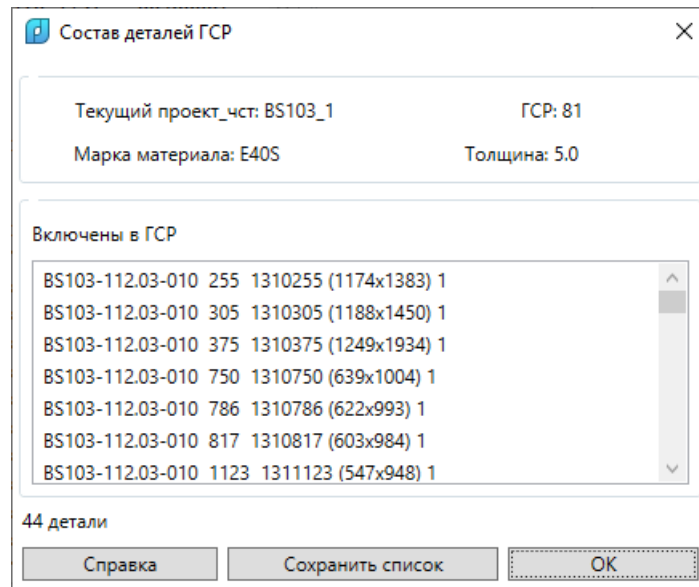 Состав деталей ГСР
Текущий проект_чст: BS103_1 ГСР: 81
Марка материала: E40S Толщина: 5.0
Включены в ГСР
BS103-112.03-010 255 1310255 (1174x1383) 1
BS103-112.03-010 305 1310305 (1188x1450) 1
BS103-112.03-010 375 1310375 (1249x1934) 1
BS103-112.03-010 750 1310750 (639x1004) 1
BS103-112.03-010 786 1310786 (622x993) 1
BS103-112.03-010 817 1310817 (603x984) 1
BS103-112.03-010 1123 1311123 (547x948) 1
44 детали
Справка Сохранить список ОК